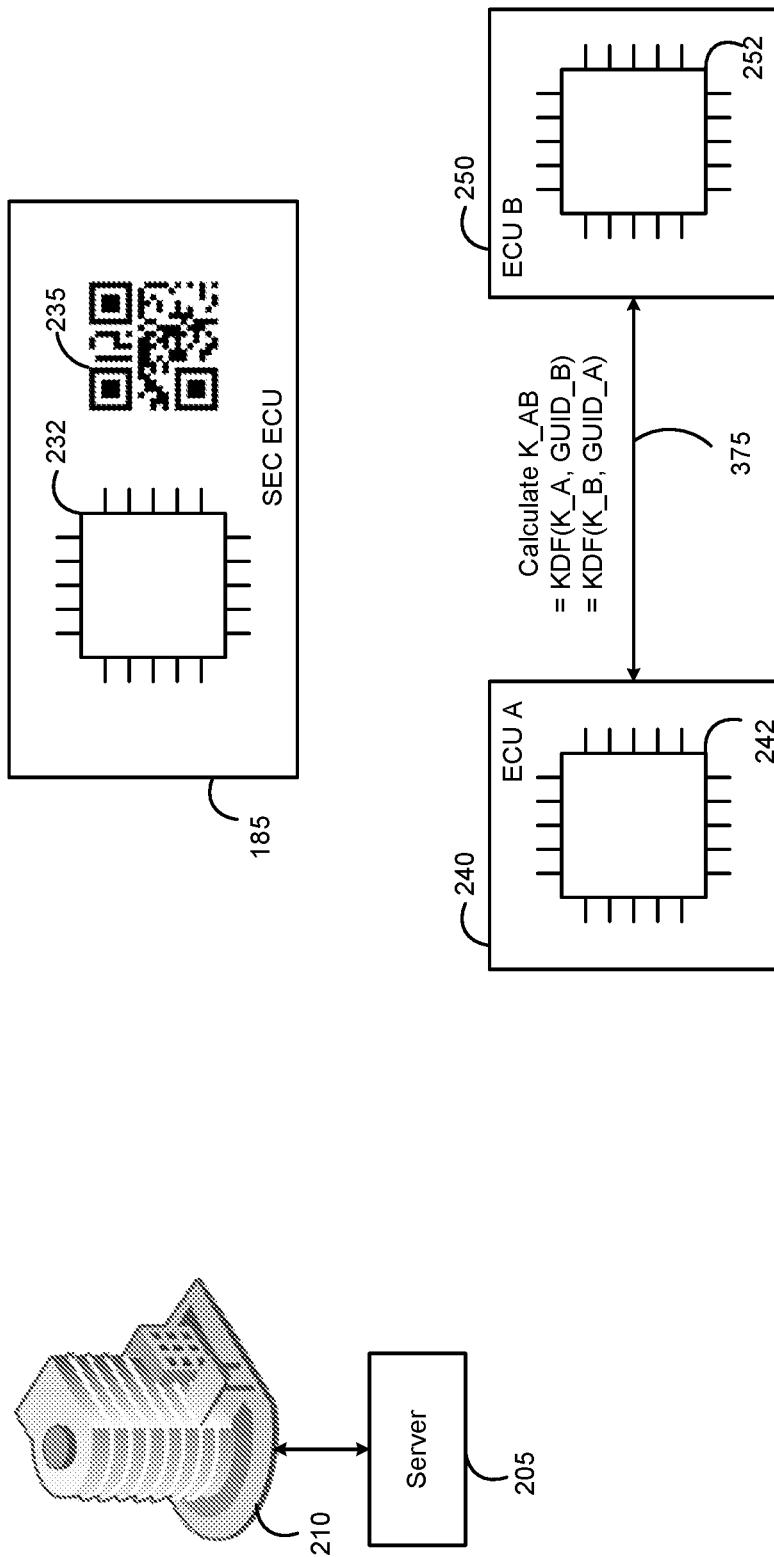 210
Server
205
185
232
235
SEC ECU
240
ECU A
242
Calculate K_AB
= KDF(K_A, GUID_B)
= KDF(K_B, GUID_A)
375
250
ECU B
252